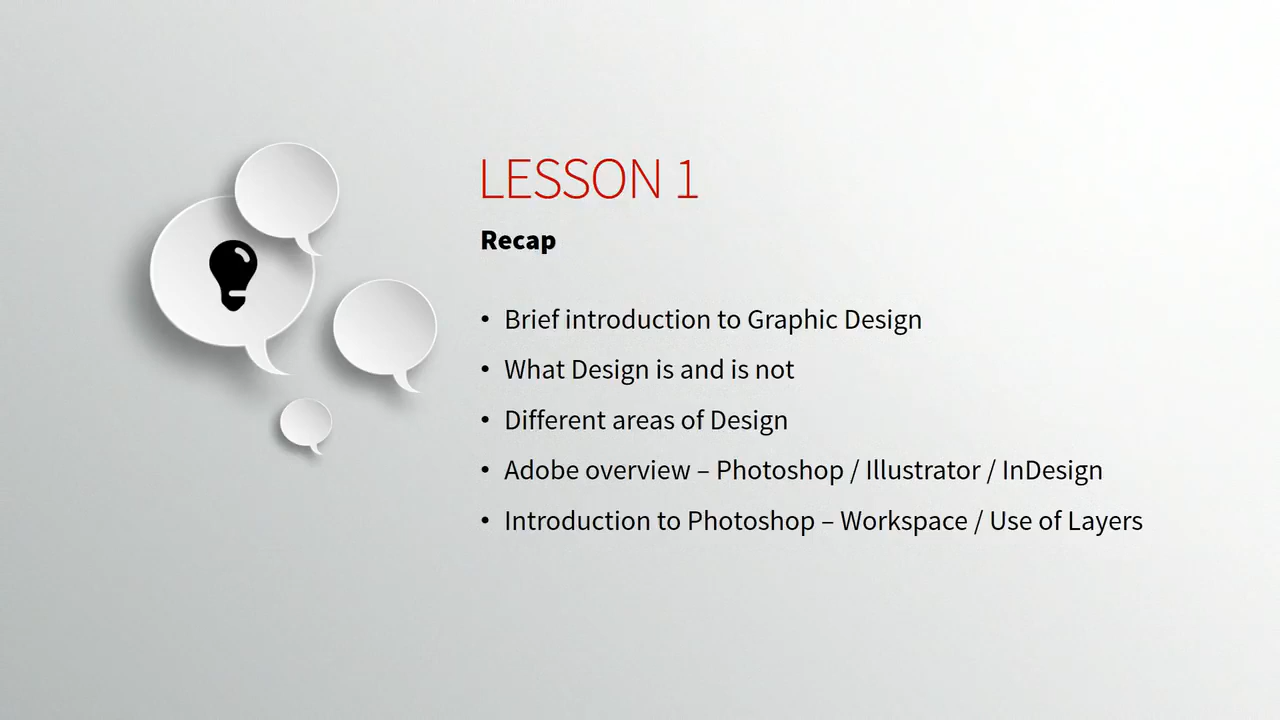 LESSON 1
Recap
• Brief introduction to Graphic Design
• What Design is and is not
• Different areas of Design
• Adobe overview – Photoshop / Illustrator / InDesign
• Introduction to Photoshop – Workspace / Use of Layers